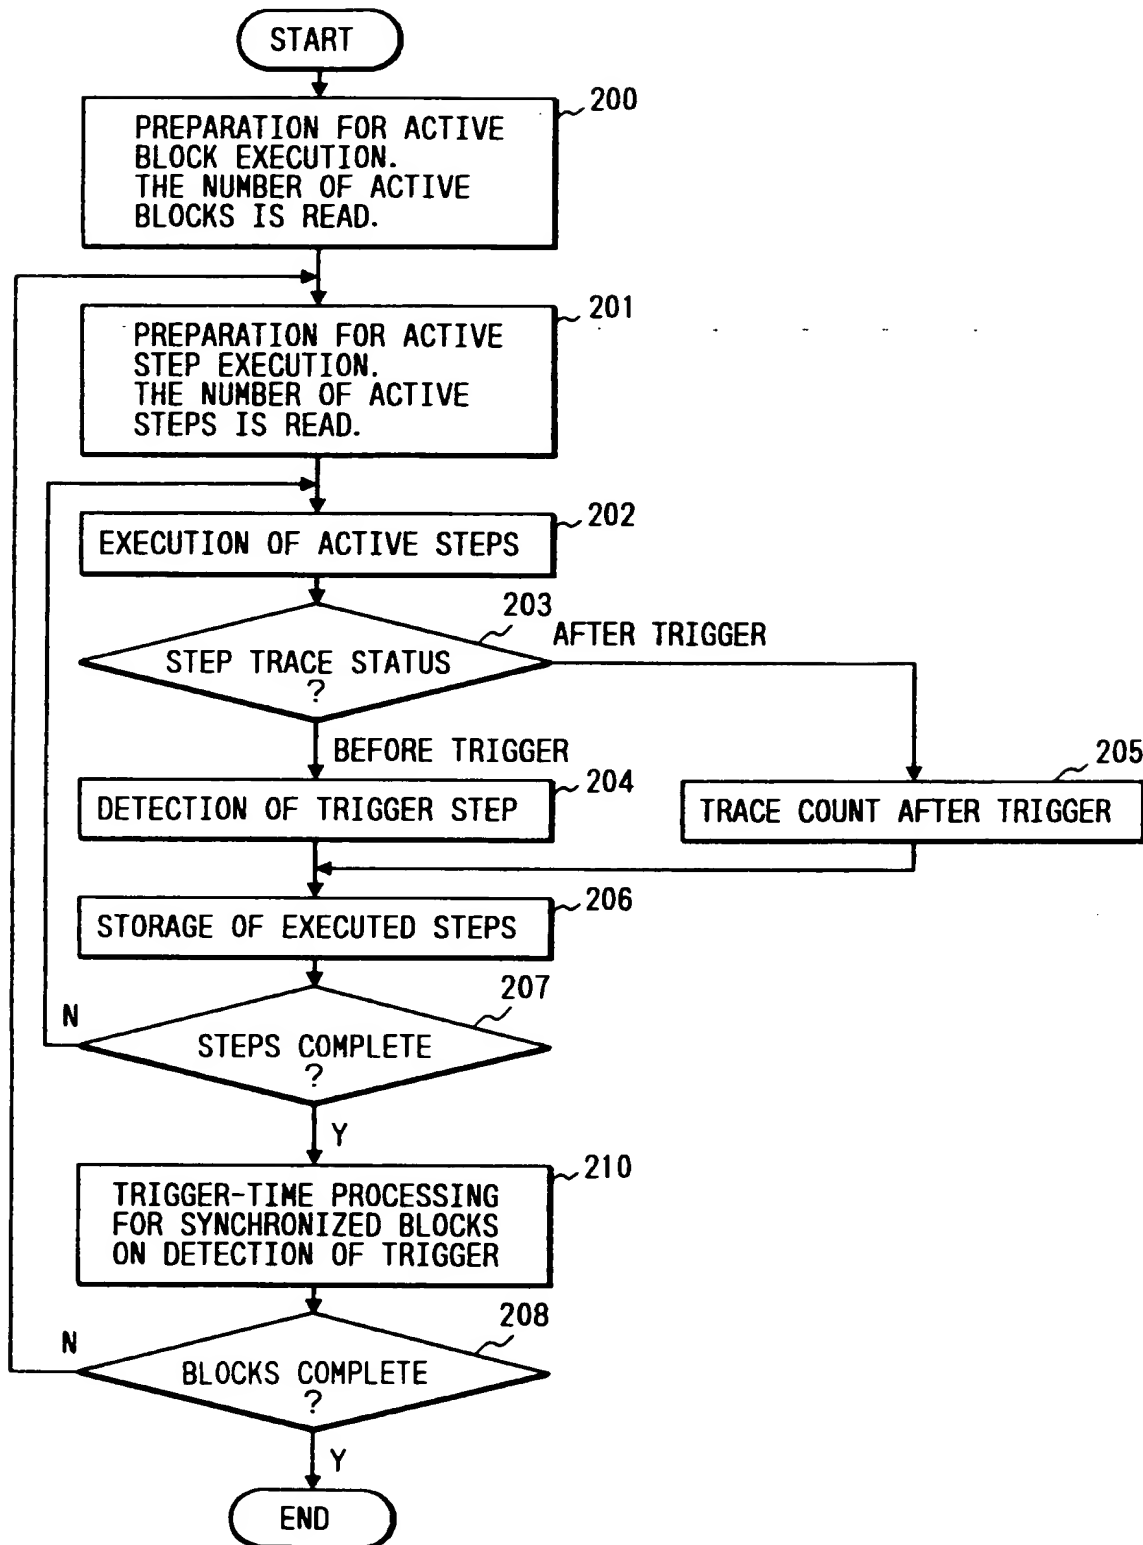 START
200
PREPARATION FOR ACTIVE
BLOCK EXECUTION.
THE NUMBER OF ACTIVE
BLOCKS IS READ.
201
PREPARATION FOR ACTIVE
STEP EXECUTION.
THE NUMBER OF ACTIVE
STEPS IS READ.
202
EXECUTION OF ACTIVE STEPS
203
AFTER TRIGGER
STEP TRACE STATUS
?
BEFORE TRIGGER
204
DETECTION OF TRIGGER STEP
205
TRACE COUNT AFTER TRIGGER
206
STORAGE OF EXECUTED STEPS
207
N
STEPS COMPLETE
?
Y
210
TRIGGER-TIME PROCESSING
FOR SYNCHRONIZED BLOCKS
ON DETECTION OF TRIGGER
208
N
BLOCKS COMPLETE
?
Y
END